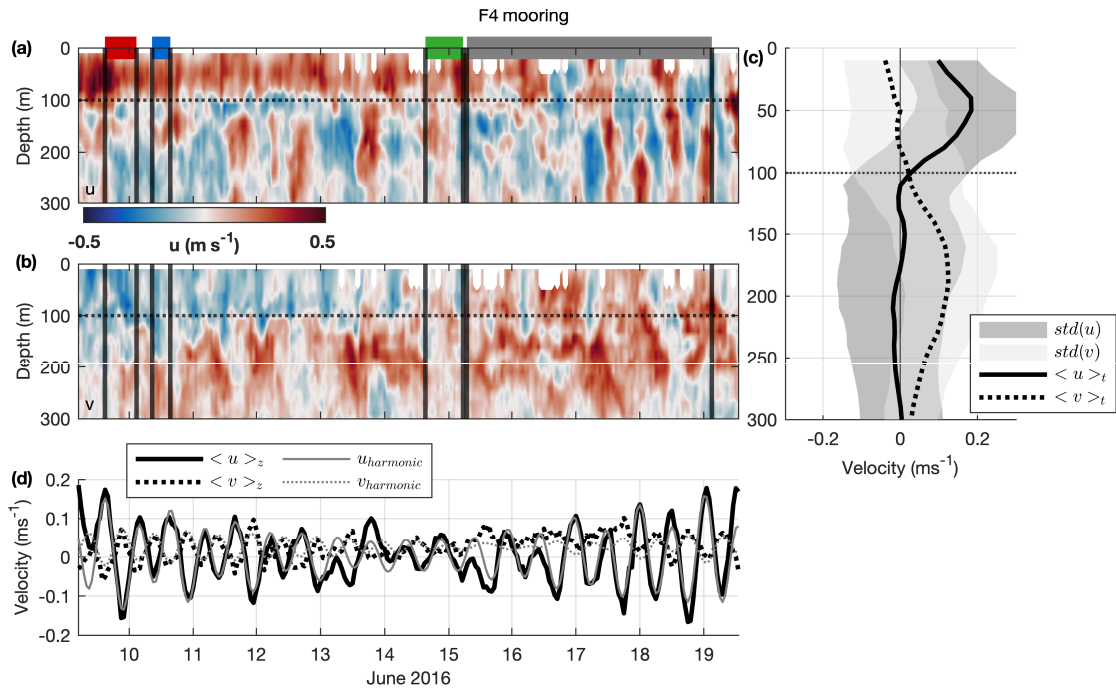 F4 mooring
(a)
0
100
200
300
Depth (m)
u
-0.5
u (m s⁻¹)
0.5
(b)
0
100
200
300
Depth (m)
v
(c)
0
50
100
150
200
250
300
-0.2
0
0.2
Velocity (ms⁻¹)
std(u)
std(v)
< u >ₜ
< v >ₜ
(d)
< u >_z
u_harmonic
< v >_z
v_harmonic
0.2
0.1
0
-0.1
-0.2
Velocity (ms⁻¹)
10 11 12 13 14 15 16 17 18 19
June 2016